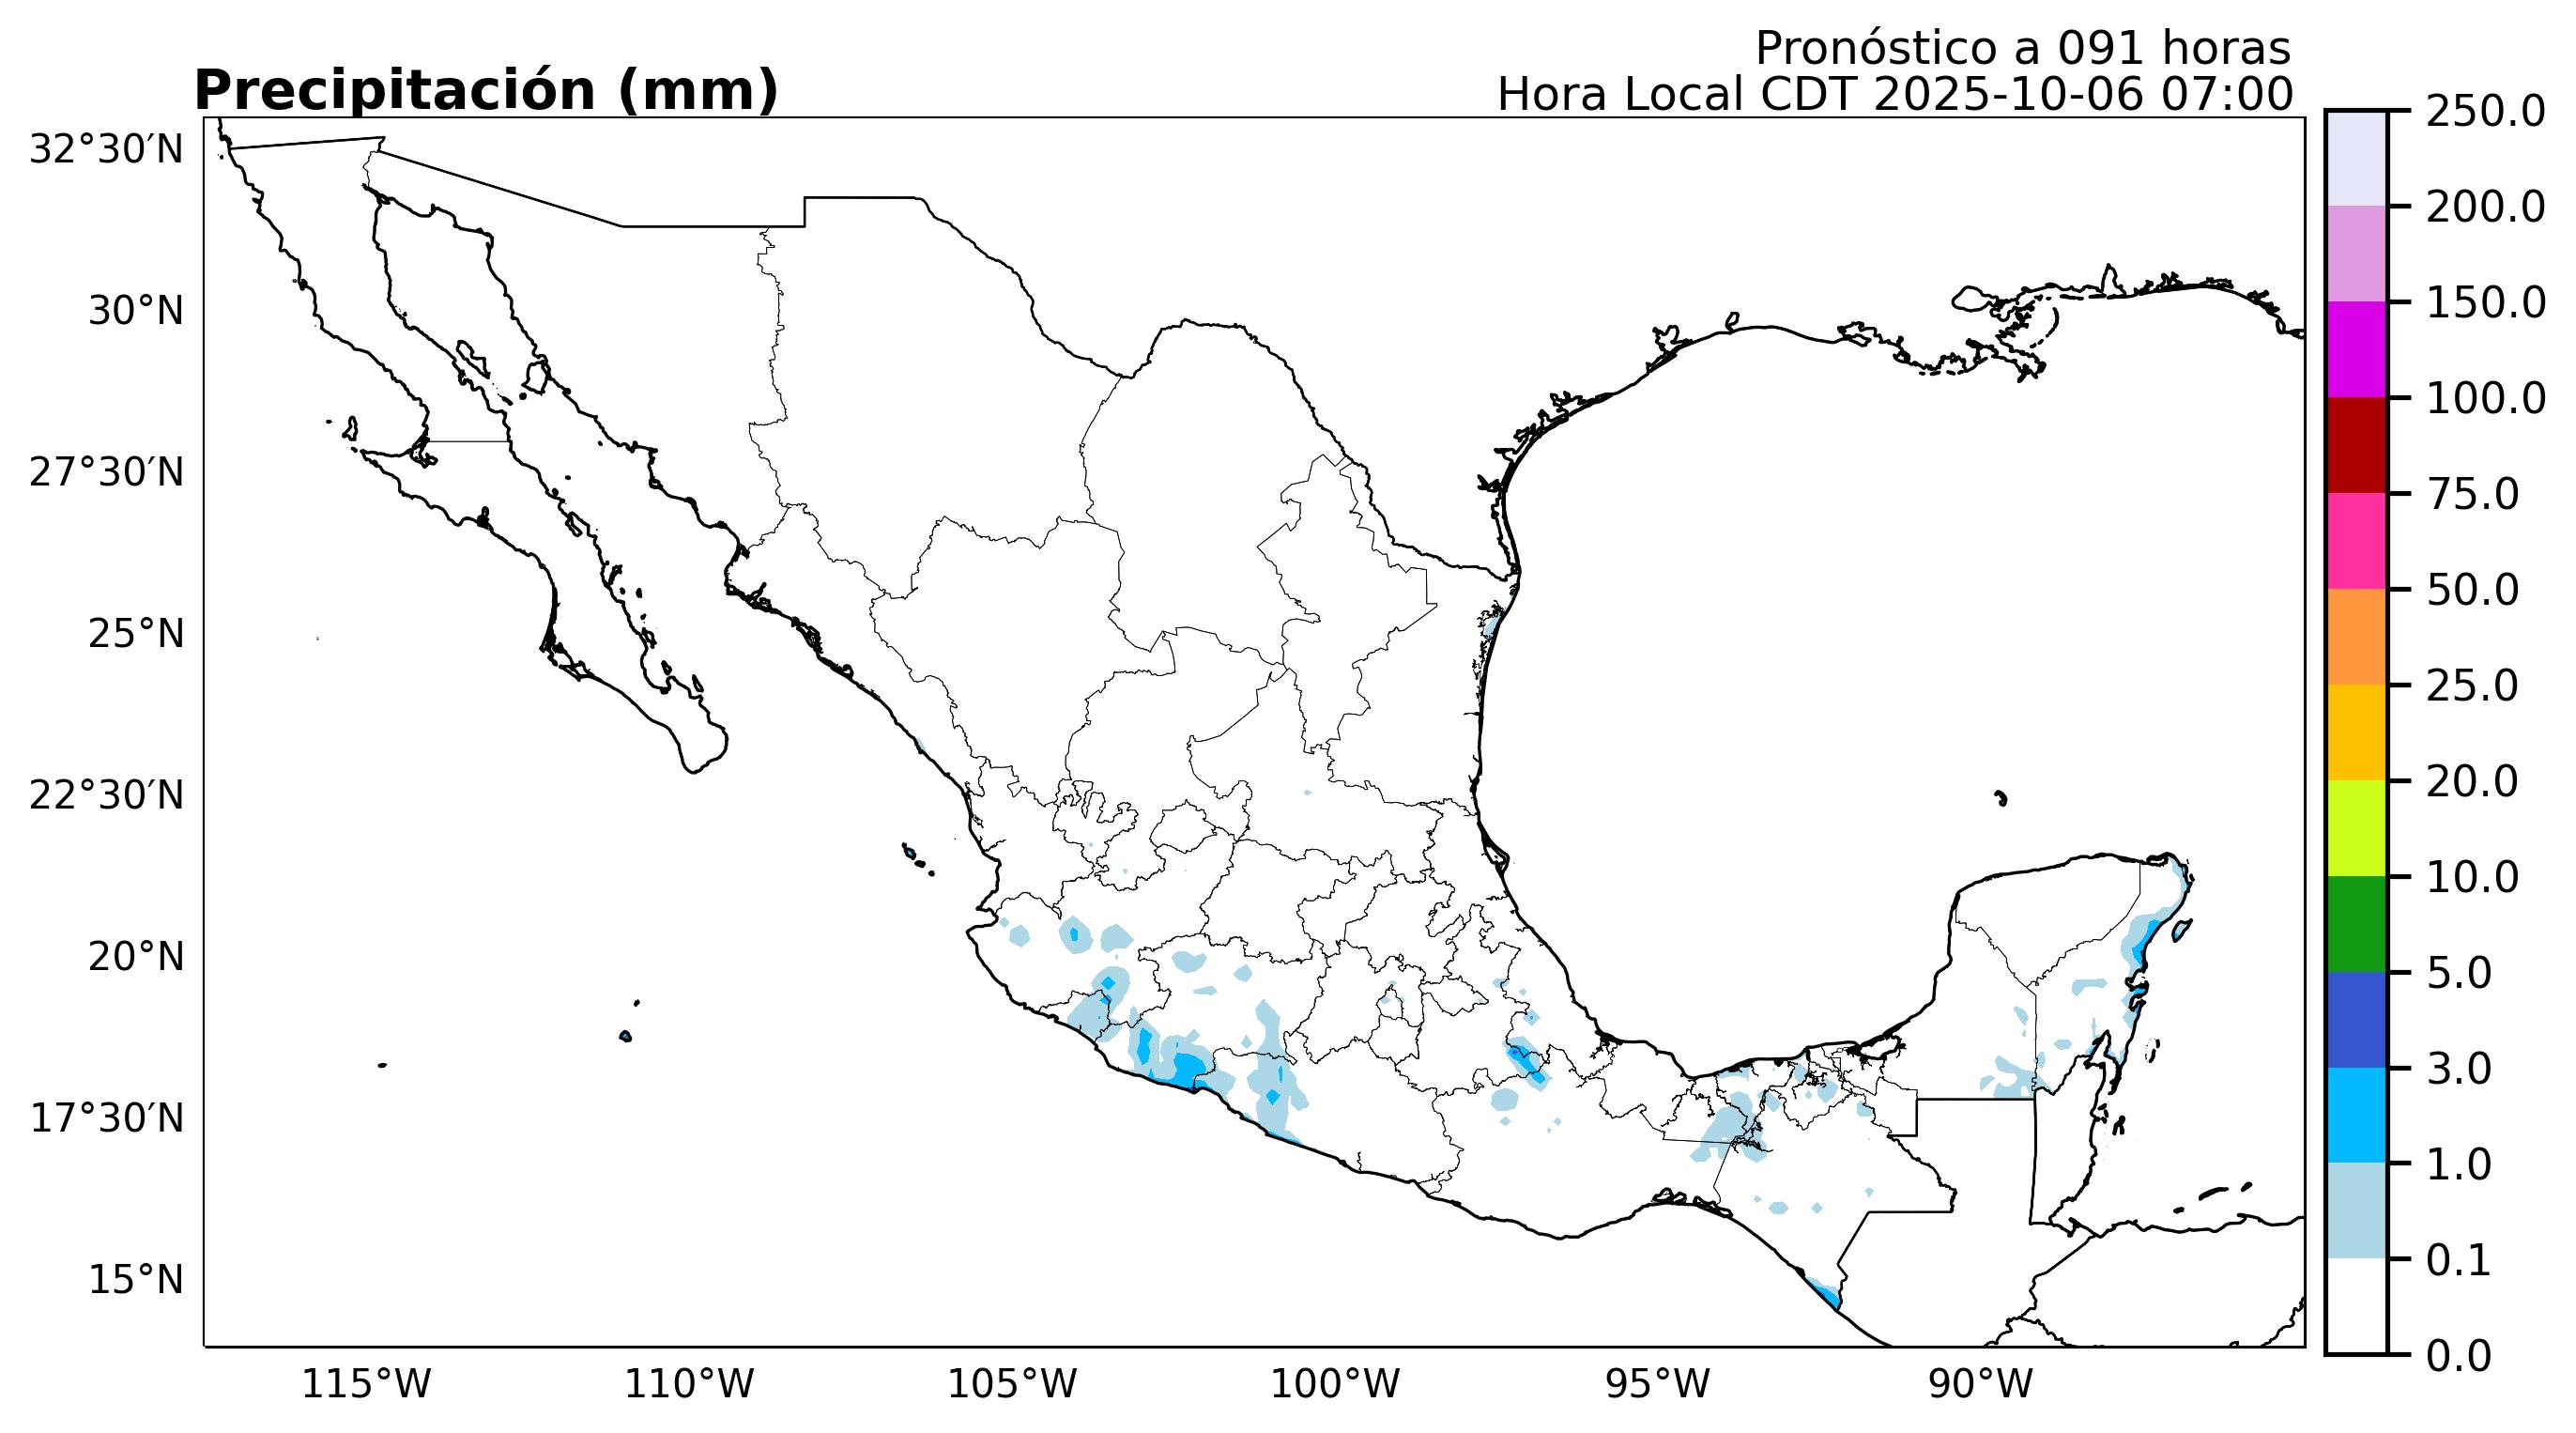 Pronóstico a 091 horas
Precipitación (mm)
Hora Local CDT 2025-10-06 07:00
32°30′N
30°N
27°30′N
25°N
22°30′N
20°N
17°30′N
15°N
115°W
110°W
105°W
100°W
95°W
90°W
250.0
200.0
150.0
100.0
75.0
50.0
25.0
20.0
10.0
5.0
3.0
1.0
0.1
0.0